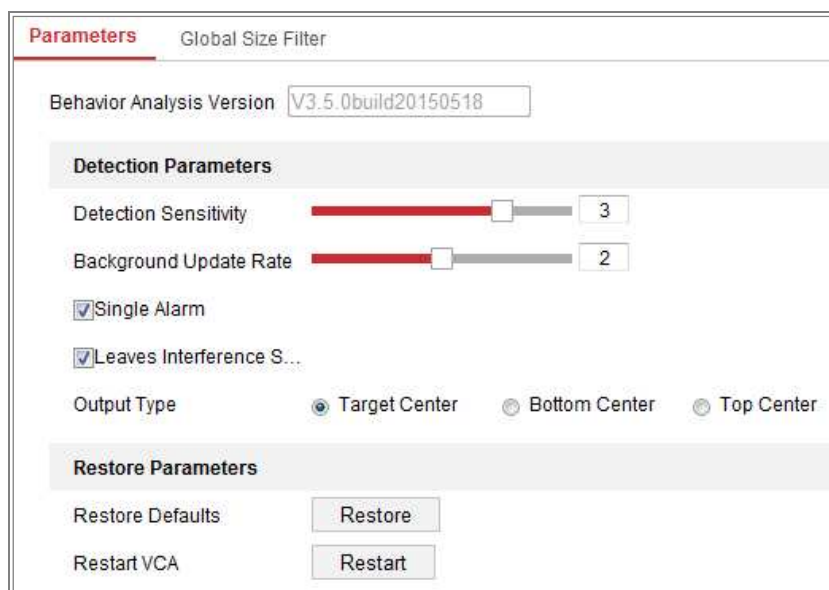 Parameters Global Size Filter
Behavior Analysis Version V3.5.0build20150518
Detection Parameters
Detection Sensitivity 3
Background Update Rate 2
Single Alarm
Leaves Interference S...
Output Type Target Center Bottom Center Top Center
Restore Parameters
Restore Defaults Restore
Restart VCA Restart